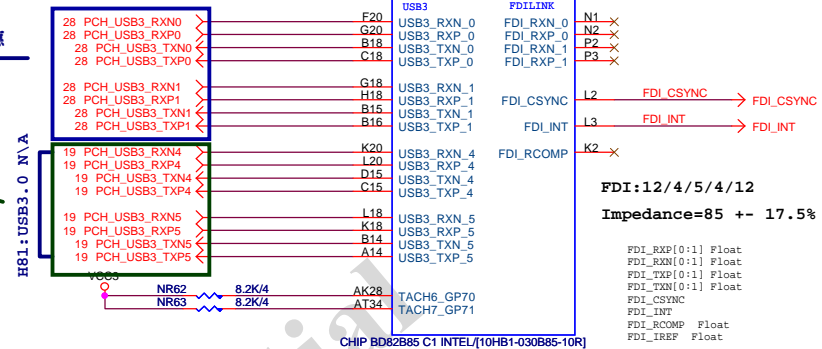 USB3 FDILINK
28 PCH_USB3_RXN0 F20 USB3_RXN_0 FDI_RXN_0 N1
28 PCH_USB3_RXP0 G20 USB3_RXP_0 FDI_RXP_0 N2
28 PCH_USB3_TXN0 B18 USB3_TXN_0 FDI_RXN_1 P2
28 PCH_USB3_TXP0 C18 USB3_TXP_0 FDI_RXP_1 P3
28 PCH_USB3_RXN1 G18 USB3_RXN_1
28 PCH_USB3_RXP1 H18 USB3_RXP_1 FDI_CSYNC L2 FDI_CSYNC FDI_CSYNC
28 PCH_USB3_TXN1 B15 USB3_TXN_1
28 PCH_USB3_TXP1 B16 USB3_TXP_1 FDI_INT L3 FDI_INT FDI_INT
19 PCH_USB3_RXN4 K20 USB3_RXN_4 FDI_RCOMP K2
19 PCH_USB3_RXP4 L20 USB3_RXP_4
19 PCH_USB3_TXN4 D15 USB3_TXN_4
19 PCH_USB3_TXP4 C15 USB3_TXP_4
19 PCH_USB3_RXN5 L18 USB3_RXN_5
19 PCH_USB3_RXP5 K18 USB3_RXP_5
19 PCH_USB3_TXN5 B14 USB3_TXN_5
19 PCH_USB3_TXP5 A14 USB3_TXP_5
H81:USB3.0 N\A
VCC3
NR62 8.2K/4 AK28 TACH6_GP70
NR63 8.2K/4 AT34 TACH7_GP71
CHIP BD82B85 C1 INTEL/[10HB1-030B85-10R]
FDI:12/4/5/4/12
Impedance=85 +- 17.5%
FDI_RXP[0:1] Float
FDI_RXN[0:1] Float
FDI_TXP[0:1] Float
FDI_TXN[0:1] Float
FDI_CSYNC
FDI_INT
FDI_RCOMP Float
FDI_IREF Float